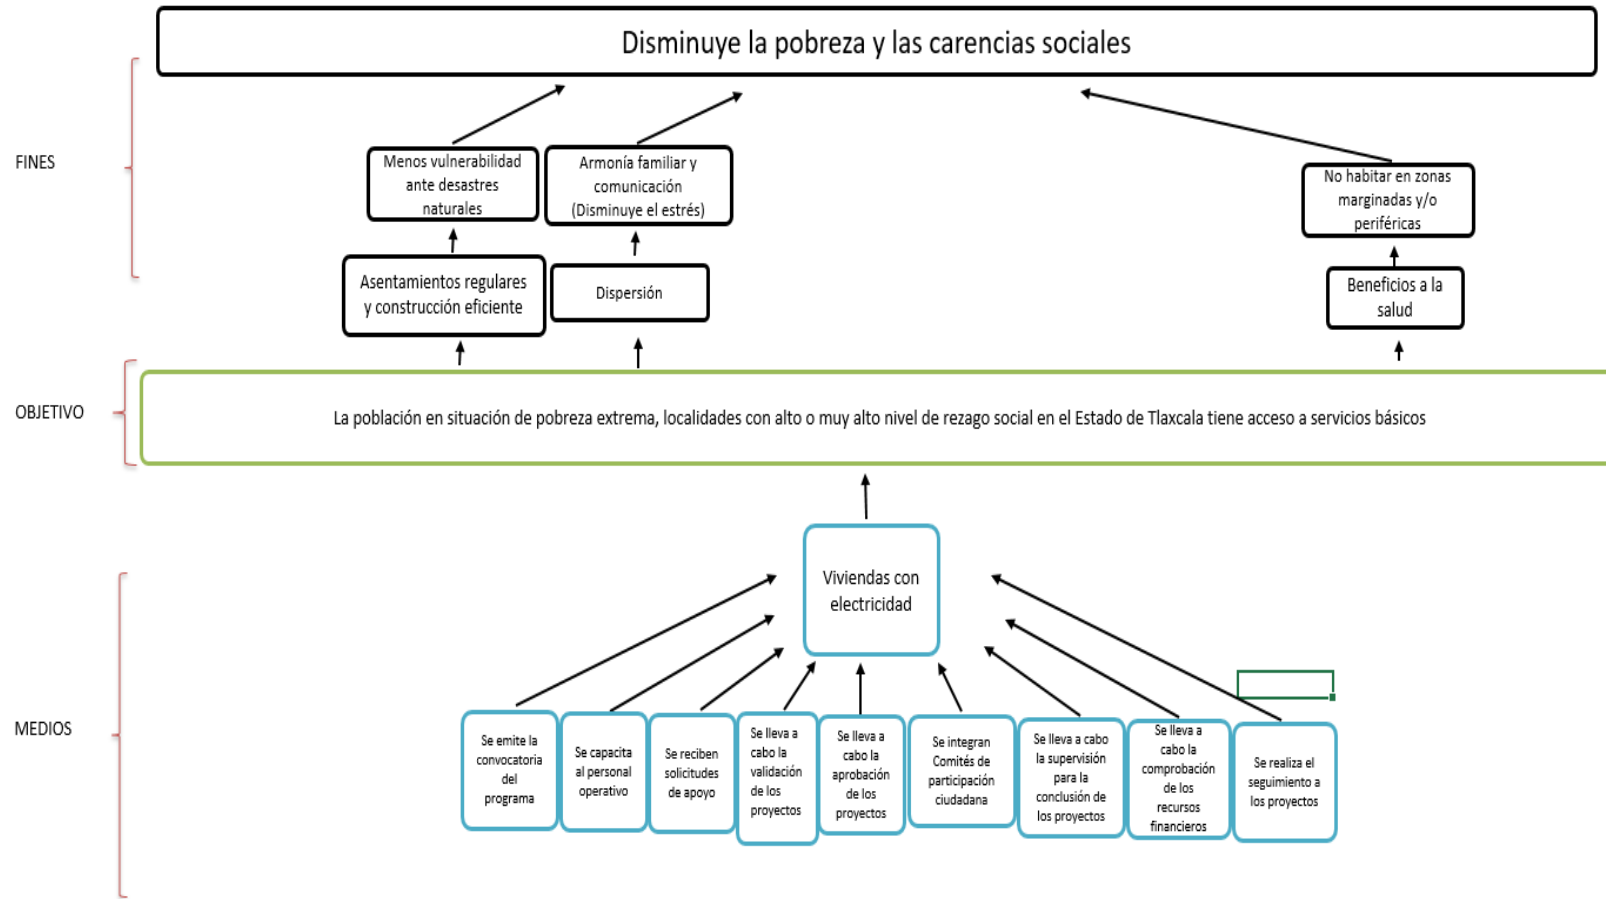 Disminuye la pobreza y las carencias sociales
FINES
Menos vulnerabilidad
ante desastres
naturales
Armonía familiar y
comunicación
(Disminuye el estrés)
No habitar en zonas
marginadas y/o
periféricas
Asentamientos regulares
y construcción eficiente
Dispersión
Beneficios a la
salud
OBJETIVO
La población en situación de pobreza extrema, localidades con alto o muy alto nivel de rezago social en el Estado de Tlaxcala tiene acceso a servicios básicos
Viviendas con
electricidad
MEDIOS
Se emite la
convocatoria
del
programa
Se capacita
al personal
operativo
Se reciben
solicitudes
de apoyo
Se lleva a
cabo la
validación
de los
proyectos
Se lleva a
cabo la
aprobación
de los
proyectos
Se integran
Comités de
participación
ciudadana
Se lleva a cabo
la supervisión
para la
conclusión de
los proyectos
Se lleva a
cabo la
comprobación
de los
recursos
financieros
Se realiza el
seguimiento a
los proyectos